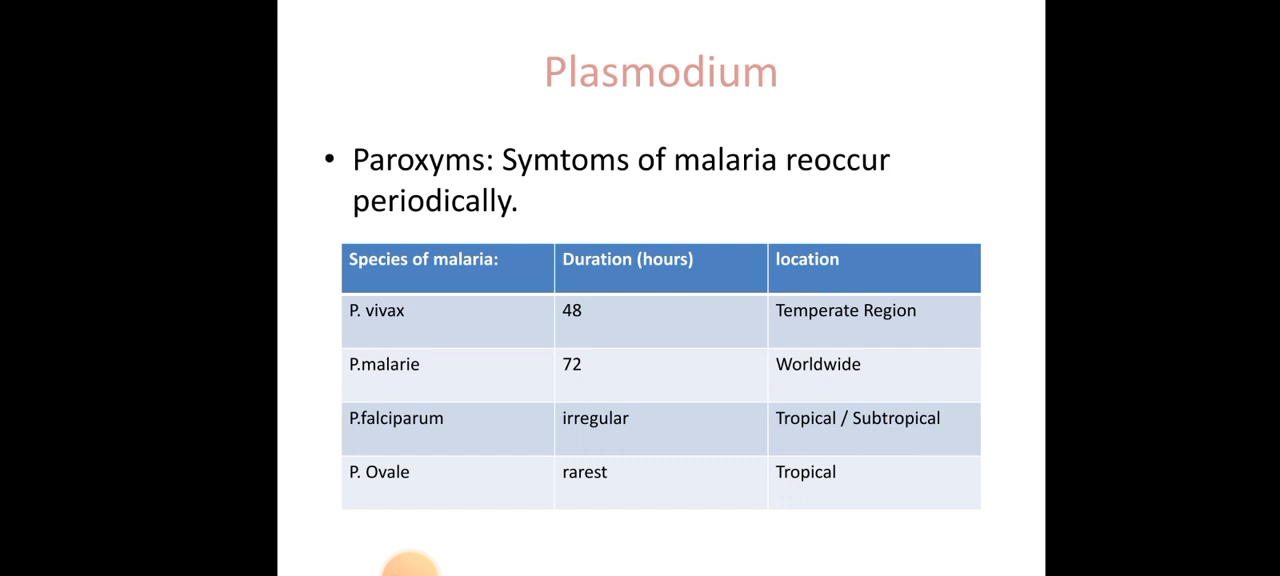 Plasmodium
• Paroxyms: Symtoms of malaria reoccur
periodically.
Species of malaria: Duration (hours) location
P. vivax 48 Temperate Region
P.malarie 72 Worldwide
P.falciparum irregular Tropical / Subtropical
P. Ovale rarest Tropical